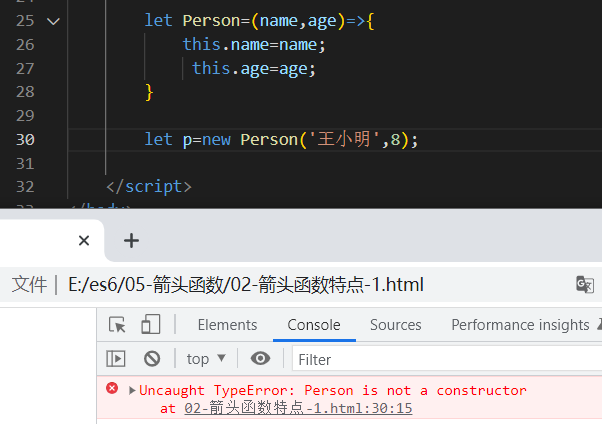 25 let Person=(name,age)=>{
26 this.name=name;
27 this.age=age;
28 }
29
30 let p=new Person('王小明',8);
31
32 </script>
文件 | E:/es6/05-箭头函数/02-箭头函数特点-1.html
Elements Console Sources Performance insights
top Filter
Uncaught TypeError: Person is not a constructor
at 02-箭头函数特点-1.html:30:15